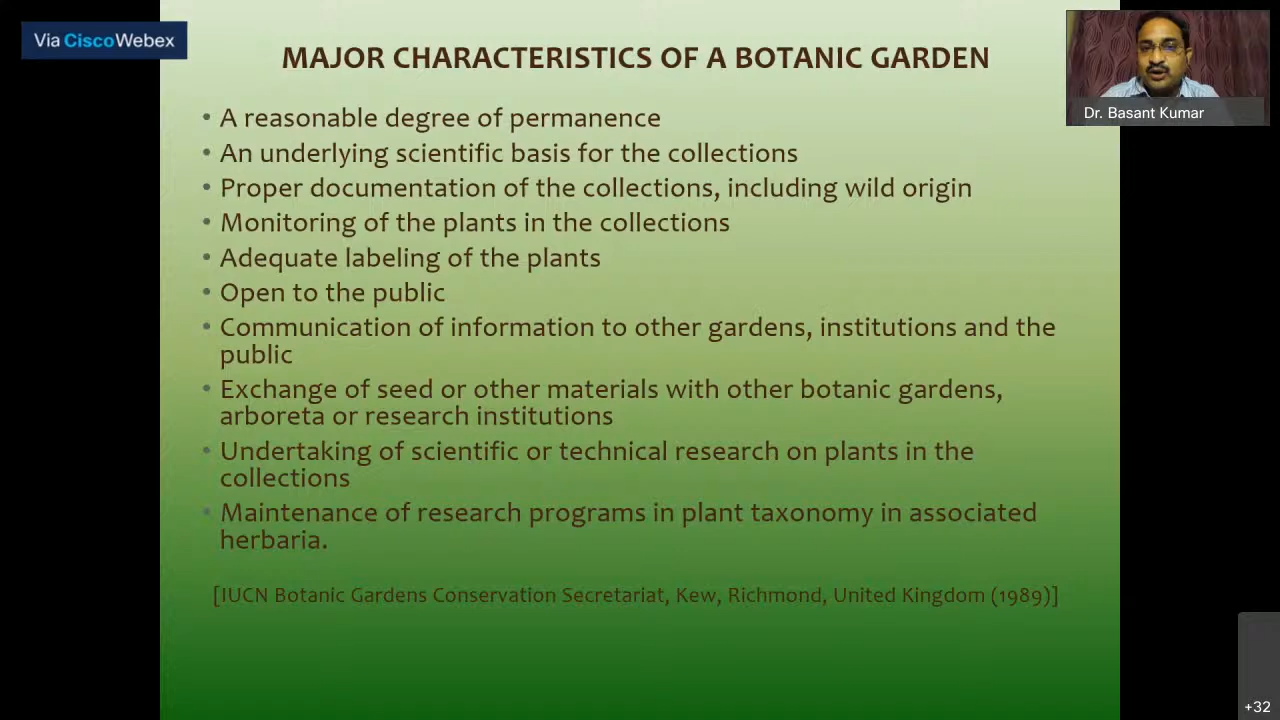 Via CiscoWebex
MAJOR CHARACTERISTICS OF A BOTANIC GARDEN
Dr. Basant Kumar
• A reasonable degree of permanence
• An underlying scientific basis for the collections
• Proper documentation of the collections, including wild origin
• Monitoring of the plants in the collections
• Adequate labeling of the plants
• Open to the public
• Communication of information to other gardens, institutions and the
public
• Exchange of seed or other materials with other botanic gardens,
arboreta or research institutions
• Undertaking of scientific or technical research on plants in the
collections
• Maintenance of research programs in plant taxonomy in associated
herbaria.
[IUCN Botanic Gardens Conservation Secretariat, Kew, Richmond, United Kingdom (1989)]
+32